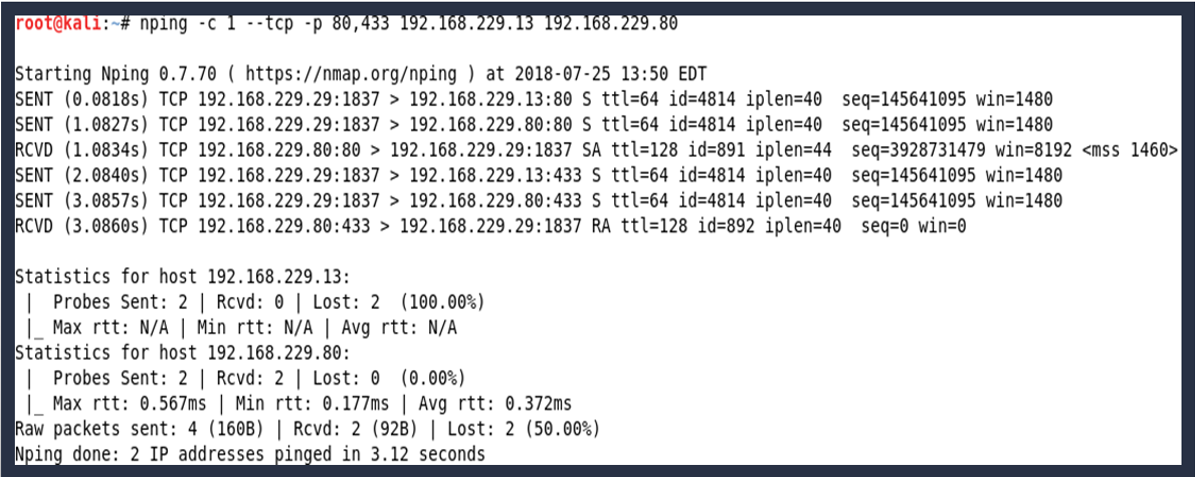 root@kali:~# nping -c 1 --tcp -p 80,433 192.168.229.13 192.168.229.80
Starting Nping 0.7.70 ( https://nmap.org/nping ) at 2018-07-25 13:50 EDT
SENT (0.0818s) TCP 192.168.229.29:1837 > 192.168.229.13:80 S ttl=64 id=4814 iplen=40  seq=145641095 win=1480
SENT (1.0827s) TCP 192.168.229.29:1837 > 192.168.229.80:80 S ttl=64 id=4814 iplen=40  seq=145641095 win=1480
RCVD (1.0834s) TCP 192.168.229.80:80 > 192.168.229.29:1837 SA ttl=128 id=891 iplen=44  seq=3928731479 win=8192 <mss 1460>
SENT (2.0840s) TCP 192.168.229.29:1837 > 192.168.229.13:433 S ttl=64 id=4814 iplen=40  seq=145641095 win=1480
SENT (3.0857s) TCP 192.168.229.29:1837 > 192.168.229.80:433 S ttl=64 id=4814 iplen=40  seq=145641095 win=1480
RCVD (3.0860s) TCP 192.168.229.80:433 > 192.168.229.29:1837 RA ttl=128 id=892 iplen=40  seq=0 win=0
Statistics for host 192.168.229.13:
 |  Probes Sent: 2 | Rcvd: 0 | Lost: 2  (100.00%)
 |_ Max rtt: N/A | Min rtt: N/A | Avg rtt: N/A
Statistics for host 192.168.229.80:
 |  Probes Sent: 2 | Rcvd: 2 | Lost: 0  (0.00%)
 |_ Max rtt: 0.567ms | Min rtt: 0.177ms | Avg rtt: 0.372ms
Raw packets sent: 4 (160B) | Rcvd: 2 (92B) | Lost: 2 (50.00%)
Nping done: 2 IP addresses pinged in 3.12 seconds